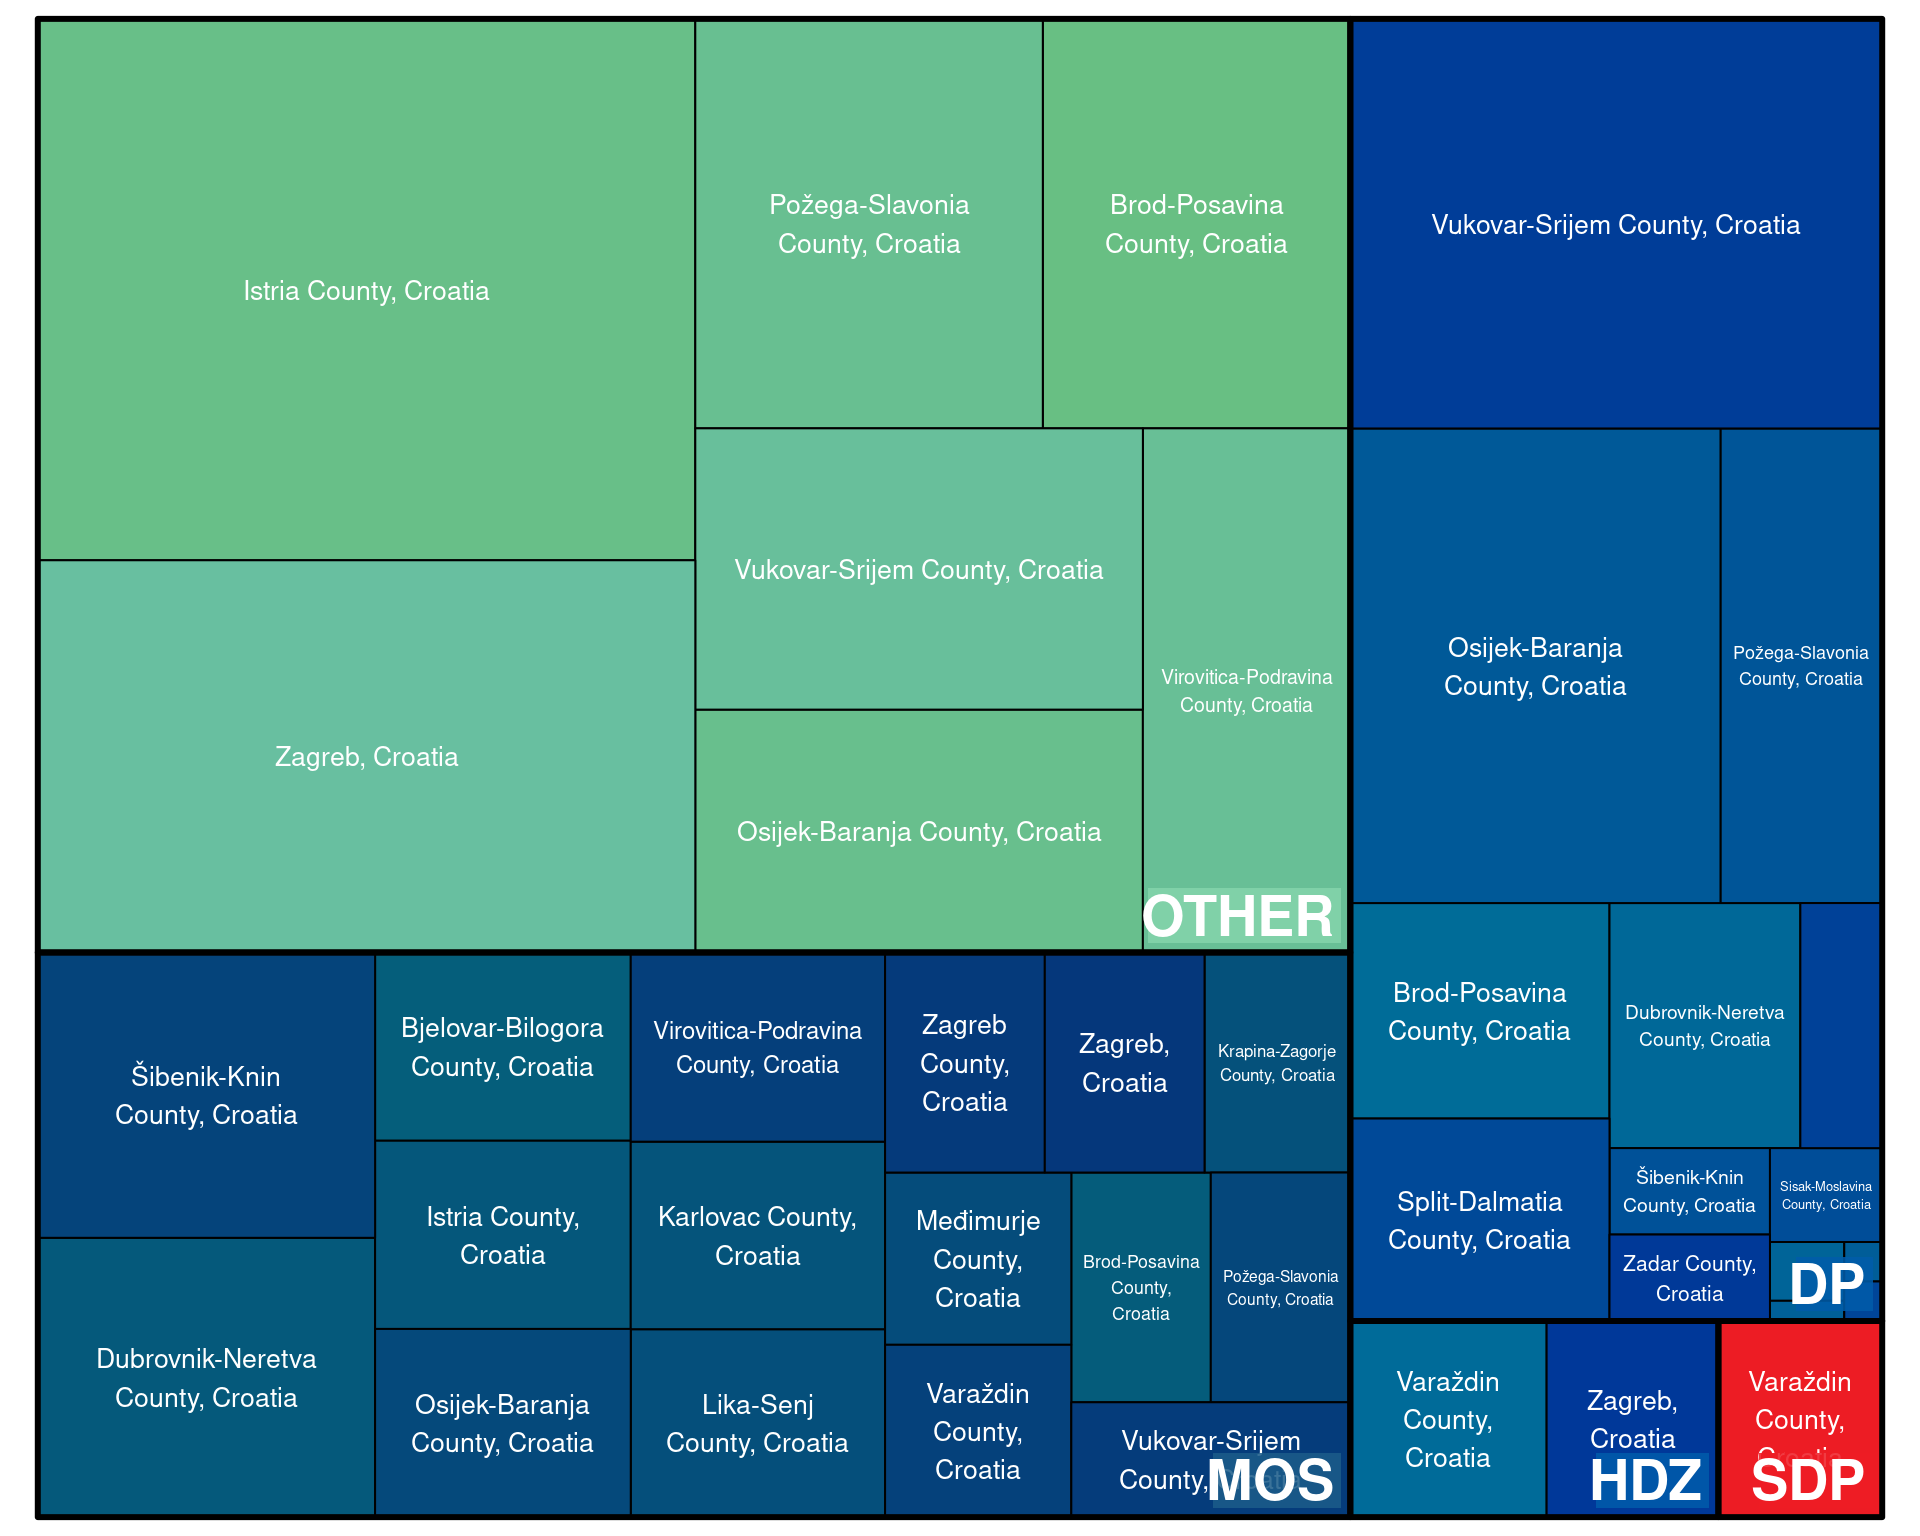 Istria County, Croatia
Zagreb, Croatia
Požega-Slavonia
County, Croatia
Brod-Posavina
County, Croatia
Vukovar-Srijem County, Croatia
Osijek-Baranja County, Croatia
Virovitica-Podravina
County, Croatia
OTHER
Vukovar-Srijem County, Croatia
Osijek-Baranja
County, Croatia
Požega-Slavonia
County, Croatia
Brod-Posavina
County, Croatia
Dubrovnik-Neretva
County, Croatia
Split-Dalmatia
County, Croatia
Šibenik-Knin
County, Croatia
Sisak-Moslavina
County, Croatia
Zadar County,
Croatia
DP
Šibenik-Knin
County, Croatia
Dubrovnik-Neretva
County, Croatia
Bjelovar-Bilogora
County, Croatia
Istria County,
Croatia
Osijek-Baranja
County, Croatia
Virovitica-Podravina
County, Croatia
Karlovac County,
Croatia
Lika-Senj
County, Croatia
Zagreb
County,
Croatia
Zagreb,
Croatia
Krapina-Zagorje
County, Croatia
Međimurje
County,
Croatia
Varaždin
County,
Croatia
Brod-Posavina
County,
Croatia
Požega-Slavonia
County, Croatia
Vukovar-Srijem
County, Croatia
MOS
Varaždin
County,
Croatia
Zagreb,
Croatia
HDZ
Varaždin
County,
Croatia
SDP